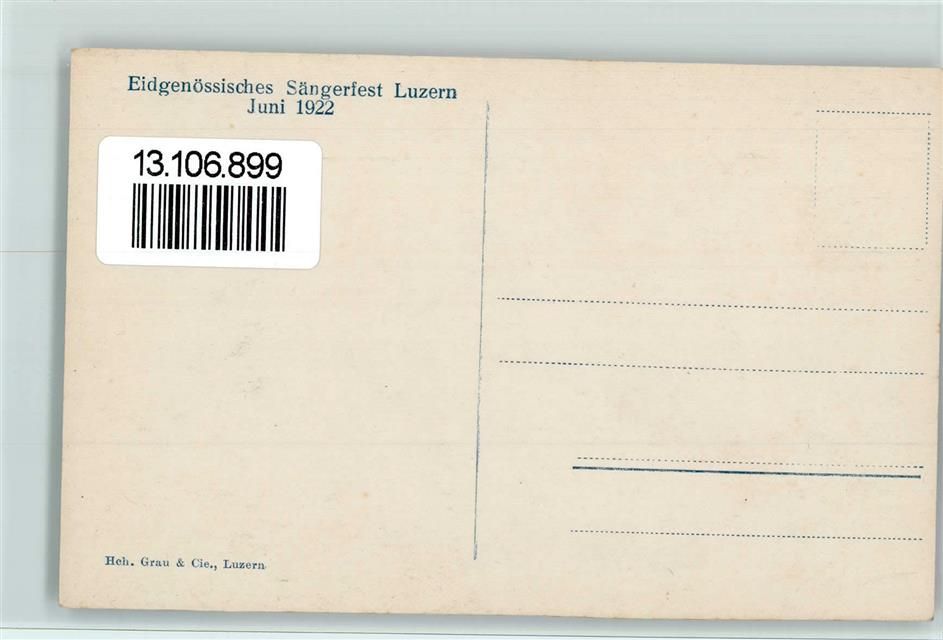 Eidgenössisches Sängerfest Luzern
Juni 1922
13.106.899
Hch. Grau & Cie., Luzern